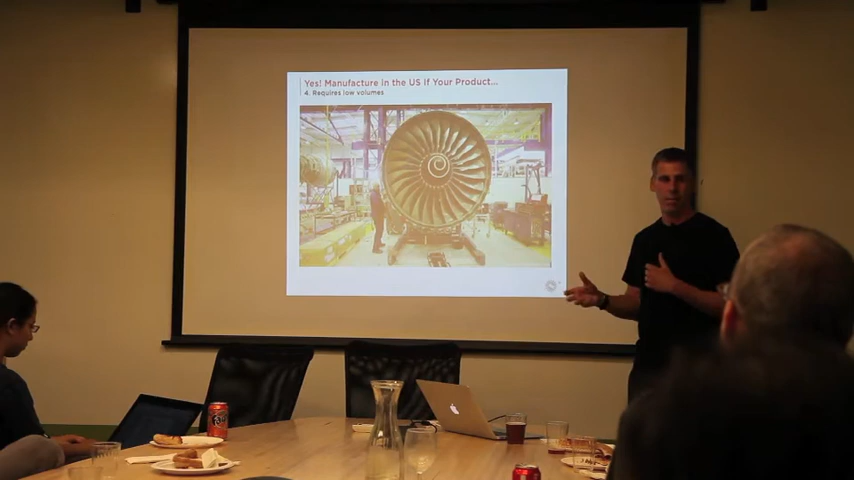 Yes! Manufacture in the US If Your Product...
4. Requires low volumes